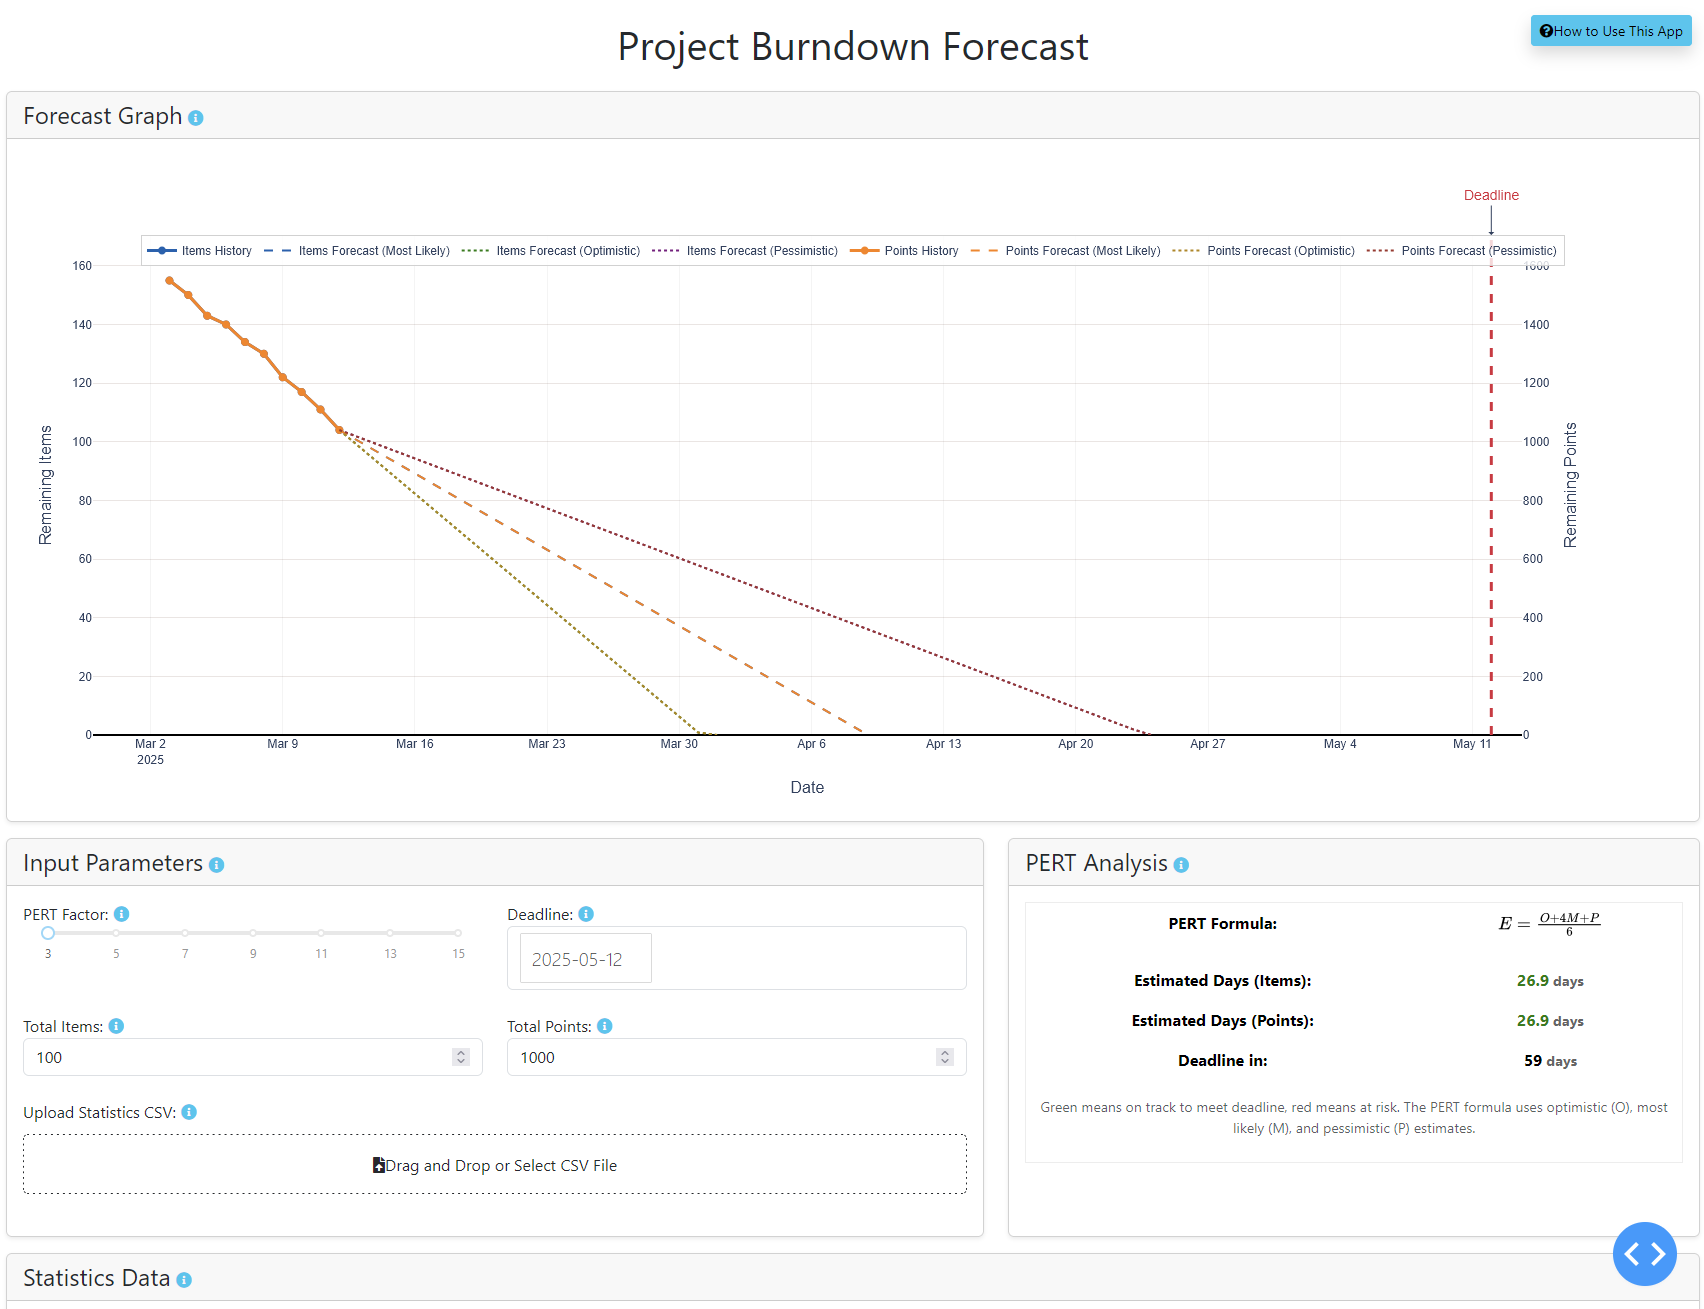 Project Burndown Forecast
How to Use This App
Forecast Graph
Deadline
Items History Items Forecast (Most Likely) Items Forecast (Optimistic) Items Forecast (Pessimistic) Points History Points Forecast (Most Likely) Points Forecast (Optimistic) Points Forecast (Pessimistic)
160 1600
140 1400
120 1200
100 1000
80 800
60 600
40 400
20 200
0 0
Remaining Items
Remaining Points
Mar 2 Mar 9 Mar 16 Mar 23 Mar 30 Apr 6 Apr 13 Apr 20 Apr 27 May 4 May 11
2025
Date
Input Parameters
PERT Factor:
3 5 7 9 11 13 15
Deadline:
2025-05-12
Total Items:
100
Total Points:
1000
Upload Statistics CSV:
Drag and Drop or Select CSV File
PERT Analysis
PERT Formula: E = O+4M+P / 6
Estimated Days (Items): 26.9 days
Estimated Days (Points): 26.9 days
Deadline in: 59 days
Green means on track to meet deadline, red means at risk. The PERT formula uses optimistic (O), most
likely (M), and pessimistic (P) estimates.
Statistics Data